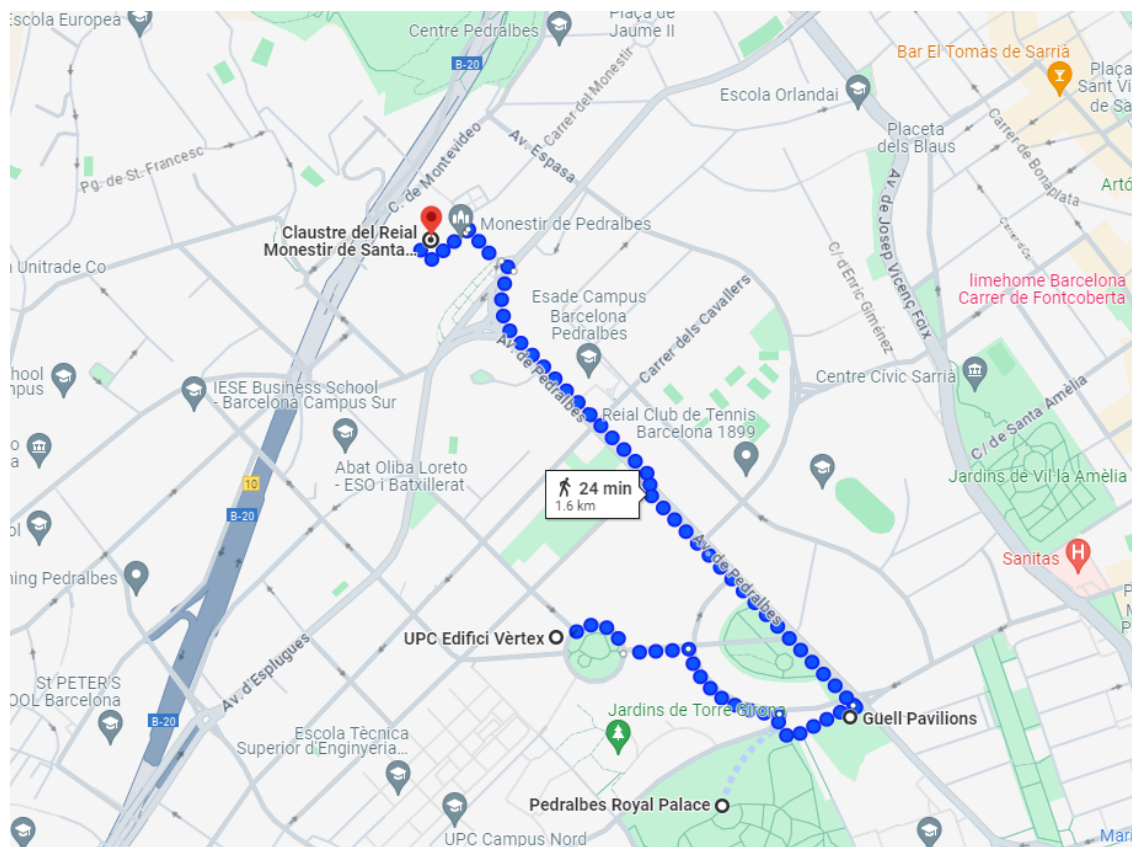 Escola Europea
Centre Pedralbes
Plaça de
Jaume II
B-20
Bar El Tomàs de Sarrià
Plaça
Sant Vi
de Sa
Escola Orlandai
Carrer del Monestir
Av. Espasa
Placeta
dels Blaus
Carrer de Bonaplata
Pg. de St. Francesc
C. de Montevideo
Artó
Av. de Josep Vicenç Foix
Monestir de Pedralbes
Claustre del Reial
Monestir de Santa...
Unitrade Co
C/ d'Enric Giménez
limehome Barcelona
Carrer de Fontcoberta
Esade Campus
Barcelona
Pedralbes
Carrer dels Cavallers
Av. de Pedralbes
hool
ampus
IESE Business School
- Barcelona Campus Sur
Centre Cívic Sarrià
C/ de Santa Amèlia
Reial Club de Tennis
Barcelona 1899
Abat Oliba Loreto
- ESO i Batxillerat
Jardins de Vil·la Amèlia
24 min
1.6 km
10
B-20
ol
Av. de Pedralbes
Sanitas
H
ning Pedralbes
UPC Edifici Vèrtex
Av. d'Esplugues
St PETER'S
OOL Barcelona
B-20
Jardins de Torre Girona
Güell Pavilions
Escola Tècnica
Superior d'Enginyeria...
Pedralbes Royal Palace
UPC Campus Nord
Mari